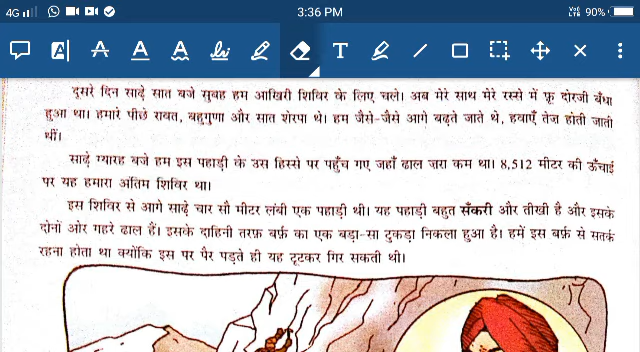 4G 3:36 PM VoD LTE 90%
A A A A T
दूसरे दिन साढ़े सात बजे सुबह हम आखिरी शिविर के लिए चले। अब मेरे साथ मेरे रस्से में फू दोरजी बँधा
हुआ था। हमारे पीछे रावत, बहुगुणा और सात शेरपा थे। हम जैसे-जैसे आगे बढ़ते जाते थे, हवाएँ तेज़ होती जाती
थीं।
साढ़े ग्यारह बजे हम इस पहाड़ी के उस हिस्से पर पहुँच गए जहाँ ढाल ज़रा कम था। 8,512 मीटर की ऊँचाई
पर यह हमारा अंतिम शिविर था।
इस शिविर से आगे साढ़े चार सौ मीटर लंबी एक पहाड़ी थी। यह पहाड़ी बहुत सँकरी और तीखी है और इसके
दोनों ओर गहरे ढाल हैं। इसके दाहिनी तरफ़ बर्फ़ का एक बड़ा-सा टुकड़ा निकला हुआ है। हमें इस बर्फ़ से सतर्क
रहना होता था क्योंकि इस पर पैर पड़ते ही यह टूटकर गिर सकती थी।